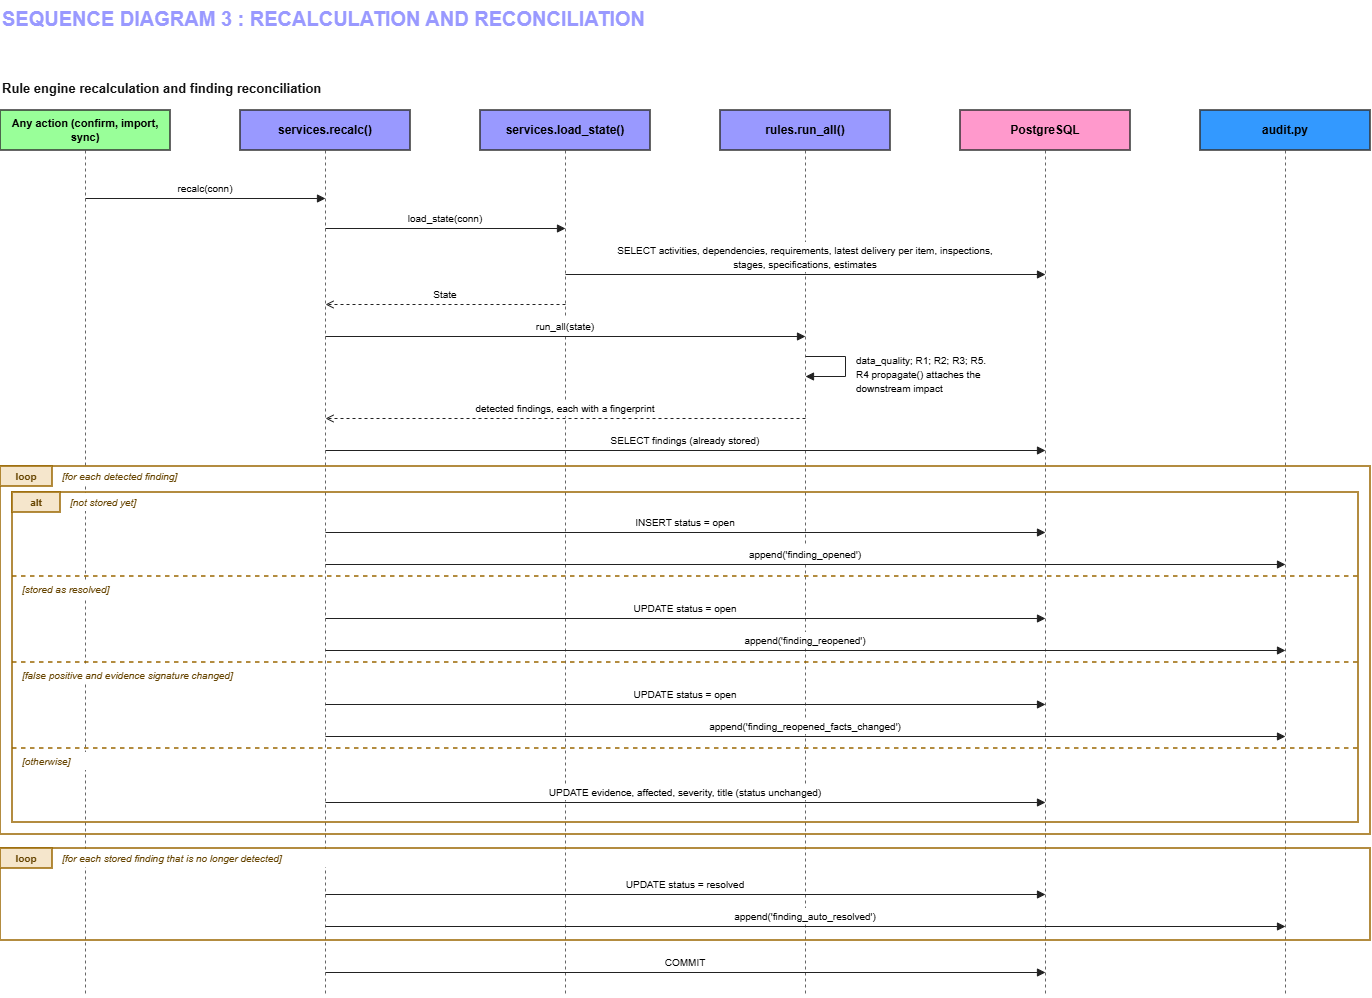 SEQUENCE DIAGRAM 3 : RECALCULATION AND RECONCILIATION
Rule engine recalculation and finding reconciliation
Any action (confirm, import,
sync)
services.recalc()
services.load_state()
rules.run_all()
PostgreSQL
audit.py
recalc(conn)
load_state(conn)
SELECT activities, dependencies, requirements, latest delivery per item, inspections,
stages, specifications, estimates
State
run_all(state)
data_quality; R1; R2; R3; R5.
R4 propagate() attaches the
downstream impact
detected findings, each with a fingerprint
SELECT findings (already stored)
loop
[for each detected finding]
alt
[not stored yet]
INSERT status = open
append('finding_opened')
[stored as resolved]
UPDATE status = open
append('finding_reopened')
[false positive and evidence signature changed]
UPDATE status = open
append('finding_reopened_facts_changed')
[otherwise]
UPDATE evidence, affected, severity, title (status unchanged)
loop
[for each stored finding that is no longer detected]
UPDATE status = resolved
append('finding_auto_resolved')
COMMIT